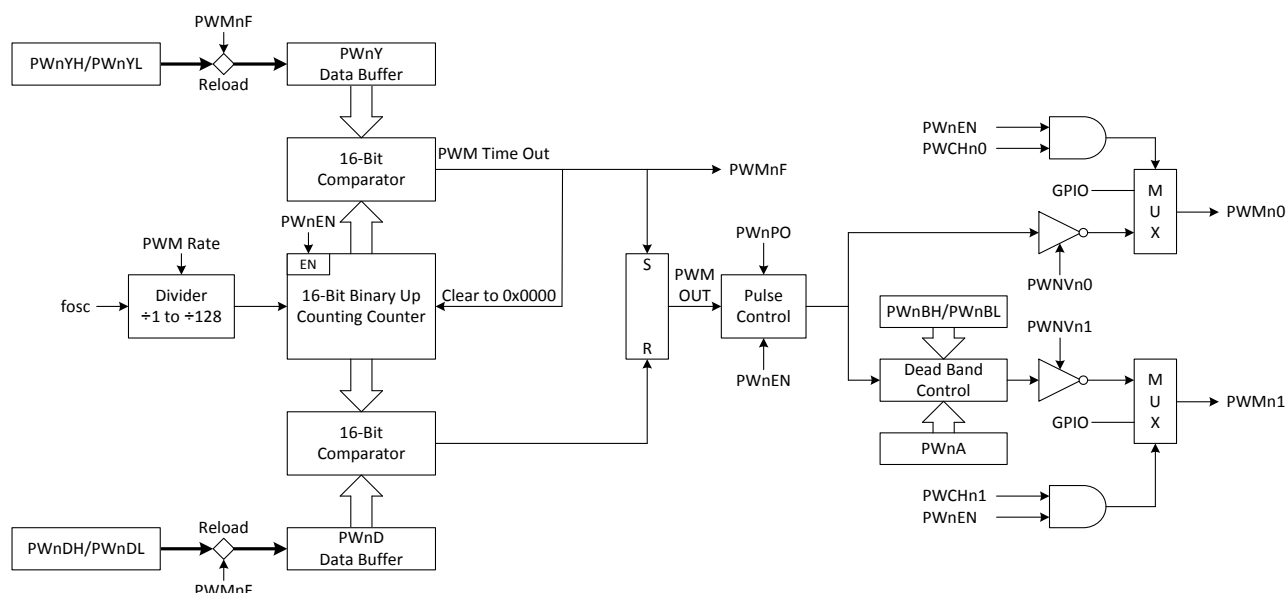 PWMnF
PWnYH/PWnYL
Reload
PWnY
Data Buffer
16-Bit
Comparator
PWM Time Out
PWMnF
PWnEN
EN
PWM Rate
fosc
Divider
÷1 to ÷128
16-Bit Binary Up
Counting Counter
Clear to 0x0000
S
R
PWM
OUT
PWnPO
Pulse
Control
PWnEN
16-Bit
Comparator
PWnD
Data Buffer
Reload
PWnDH/PWnDL
PWMnF
PWnEN
PWCHn0
GPIO
M
U
X
PWMn0
PWNVn0
PWnBH/PWnBL
Dead Band
Control
PWnA
PWNVn1
M
U
X
GPIO
PWMn1
PWCHn1
PWnEN